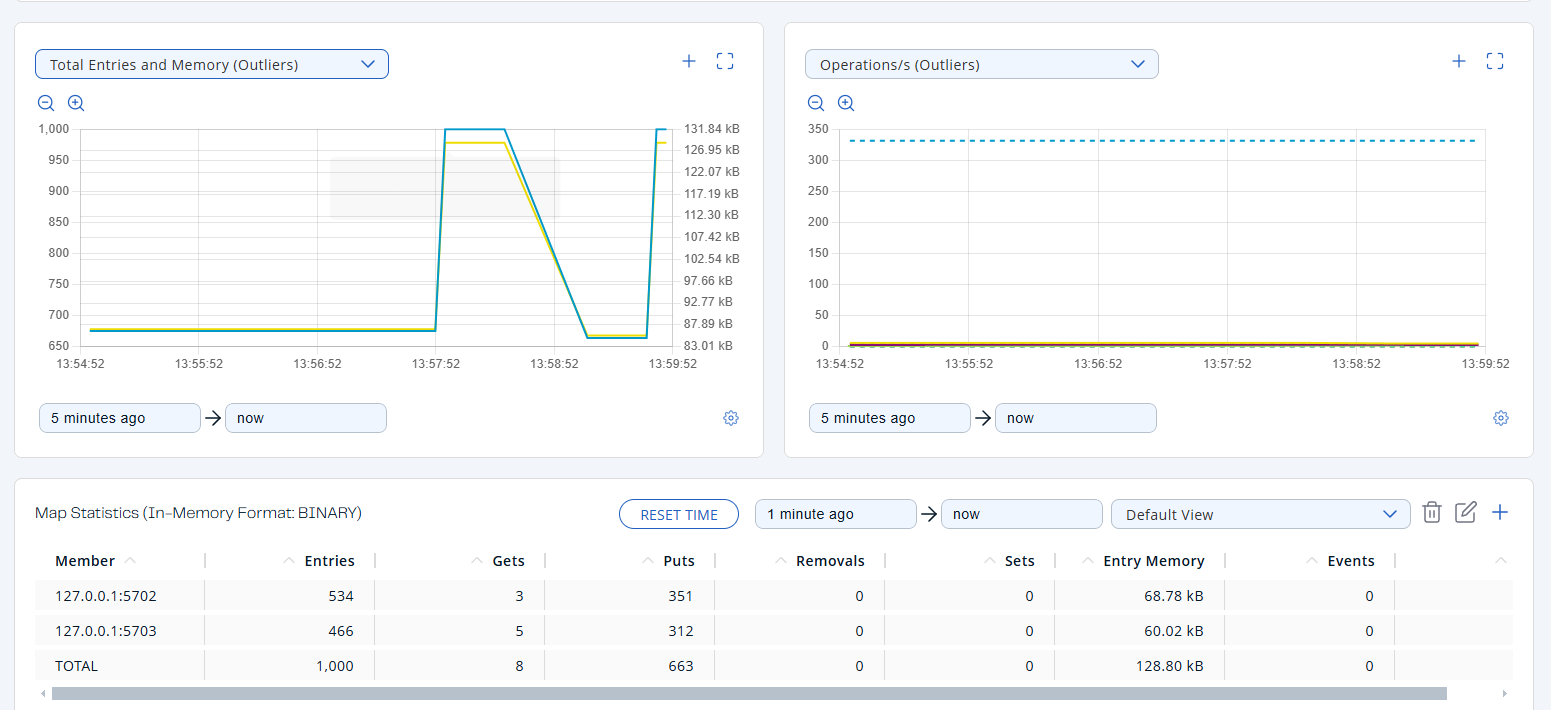 Total Entries and Memory (Outliers)
1,000
950
900
850
800
750
700
650
131.84 kB
126.95 kB
122.07 kB
117.19 kB
112.30 kB
107.42 kB
102.54 kB
97.66 kB
92.77 kB
87.89 kB
83.01 kB
13:54:52 13:55:52 13:56:52 13:57:52 13:58:52 13:59:52
5 minutes ago now
Operations/s (Outliers)
350
300
250
200
150
100
50
0
13:54:52 13:55:52 13:56:52 13:57:52 13:58:52 13:59:52
5 minutes ago now
Map Statistics (In-Memory Format: BINARY) RESET TIME 1 minute ago now Default View
Member Entries Gets Puts Removals Sets Entry Memory Events
127.0.0.1:5702 534 3 351 0 0 68.78 kB 0
127.0.0.1:5703 466 5 312 0 0 60.02 kB 0
TOTAL 1,000 8 663 0 0 128.80 kB 0